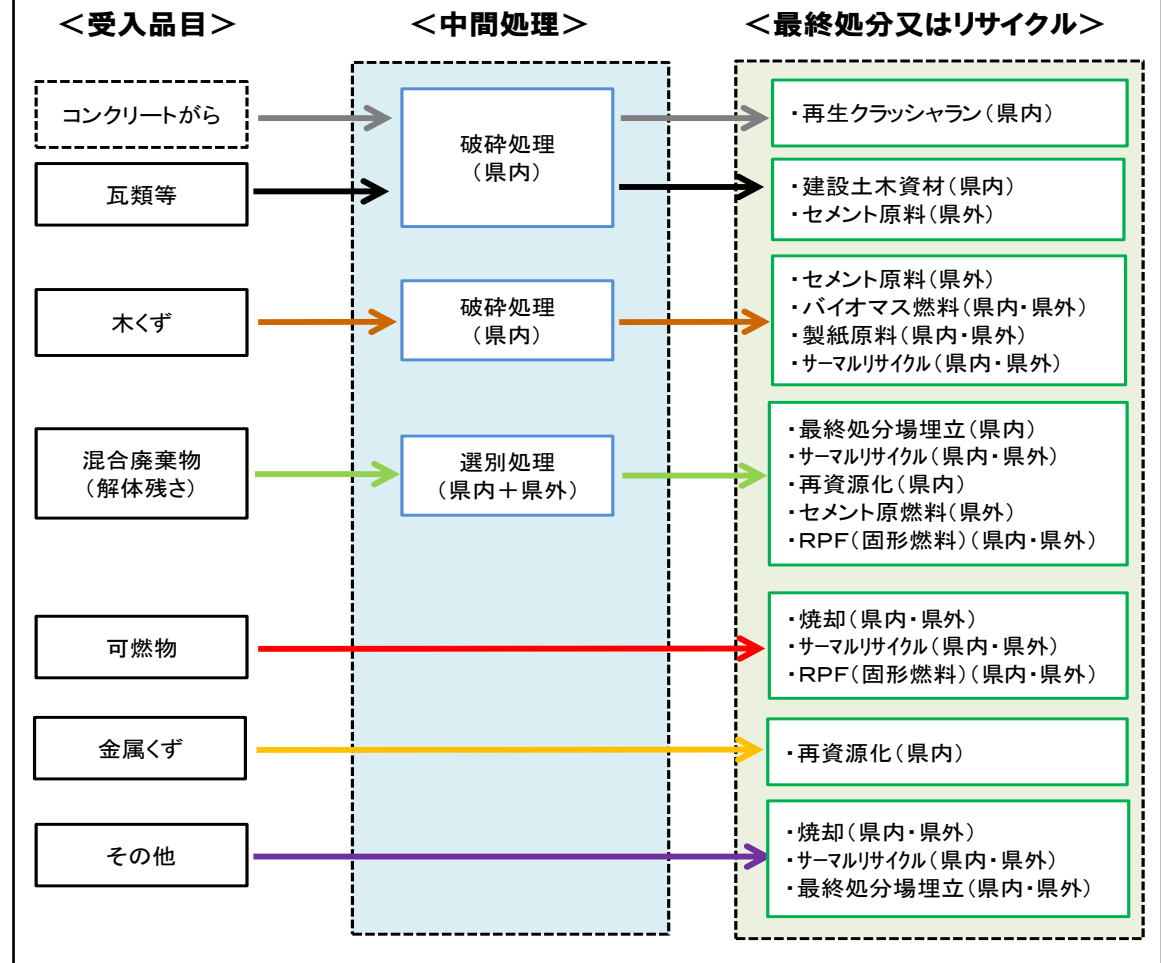 ＜受入品目＞
＜中間処理＞
＜最終処分又はリサイクル＞
コンクリートがら
破砕処理
（県内）
・再生クラッシャラン（県内）
瓦類等
・建設土木資材（県内）
・セメント原料（県外）
木くず
破砕処理
（県内）
・セメント原料（県外）
・バイオマス燃料（県内・県外）
・製紙原料（県内・県外）
・サーマルリサイクル（県内・県外）
混合廃棄物
（解体残さ）
選別処理
（県内＋県外）
・最終処分場埋立（県内）
・サーマルリサイクル（県内・県外）
・再資源化（県内）
・セメント原燃料（県外）
・ＲＰＦ（固形燃料）（県内・県外）
可燃物
・焼却（県内・県外）
・サーマルリサイクル（県内・県外）
・ＲＰＦ（固形燃料）（県内・県外）
金属くず
・再資源化（県内）
その他
・焼却（県内・県外）
・サーマルリサイクル（県内・県外）
・最終処分場埋立（県内・県外）